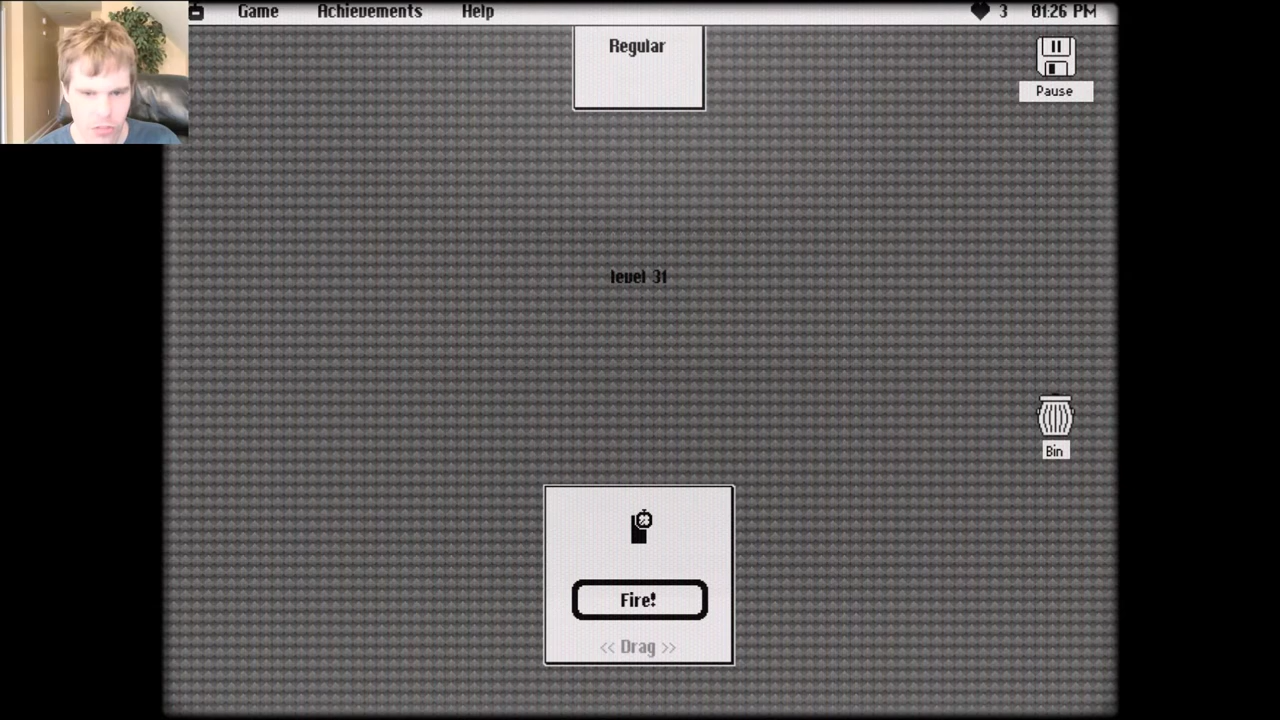 Game Achievements Help 3 01:26 PM
Regular
Pause
level 31
Bin
Fire!
<< Drag >>